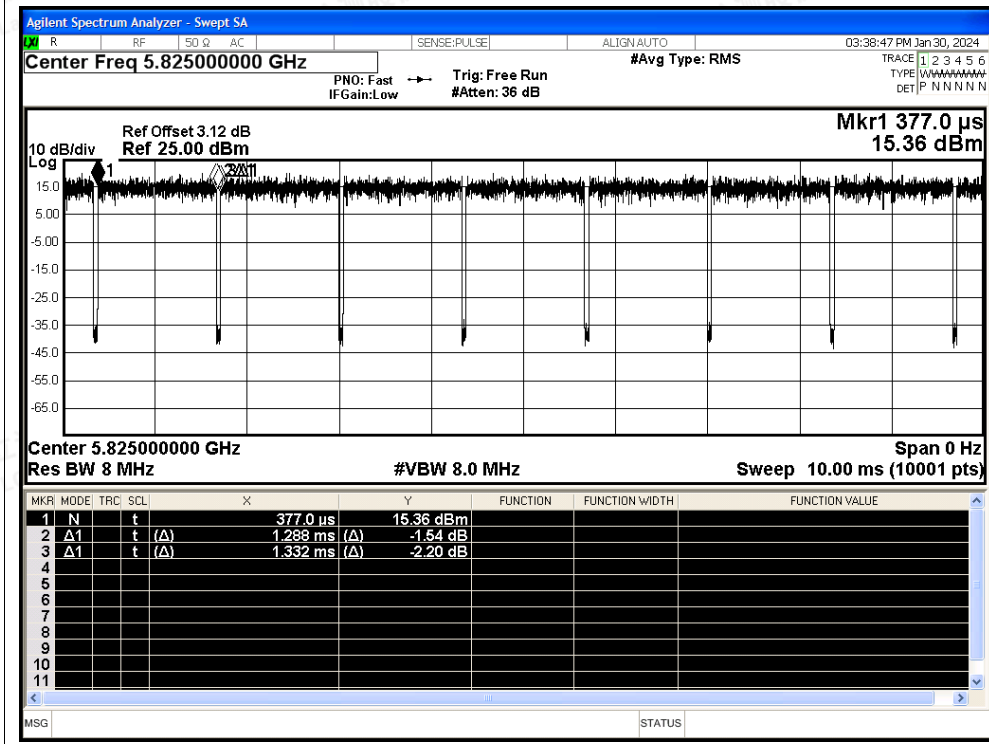 Agilent Spectrum Analyzer - Swept SA
LXI R RF 50 Ω AC SENSE:PULSE ALIGN AUTO 03:38:47 PM Jan 30, 2024
Center Freq 5.825000000 GHz #Avg Type: RMS TRACE 1 2 3 4 5 6
PNO: Fast Trig: Free Run TYPE WWWWWW
IFGain:Low #Atten: 36 dB DET P N N N N N
Mkr1 377.0 µs
Ref Offset 3.12 dB
10 dB/div Ref 25.00 dBm 15.36 dBm
Log
1
15.0
5.00
-5.00
-15.0
-25.0
-35.0
-45.0
-55.0
-65.0
Center 5.825000000 GHz Span 0 Hz
Res BW 8 MHz #VBW 8.0 MHz Sweep 10.00 ms (10001 pts)
MKR MODE TRC SCL X Y FUNCTION FUNCTION WIDTH FUNCTION VALUE
1 N t 377.0 µs 15.36 dBm
2 Δ1 t (Δ) 1.288 ms (Δ) -1.54 dB
3 Δ1 t (Δ) 1.332 ms (Δ) -2.20 dB
4
5
6
7
8
9
10
11
MSG STATUS